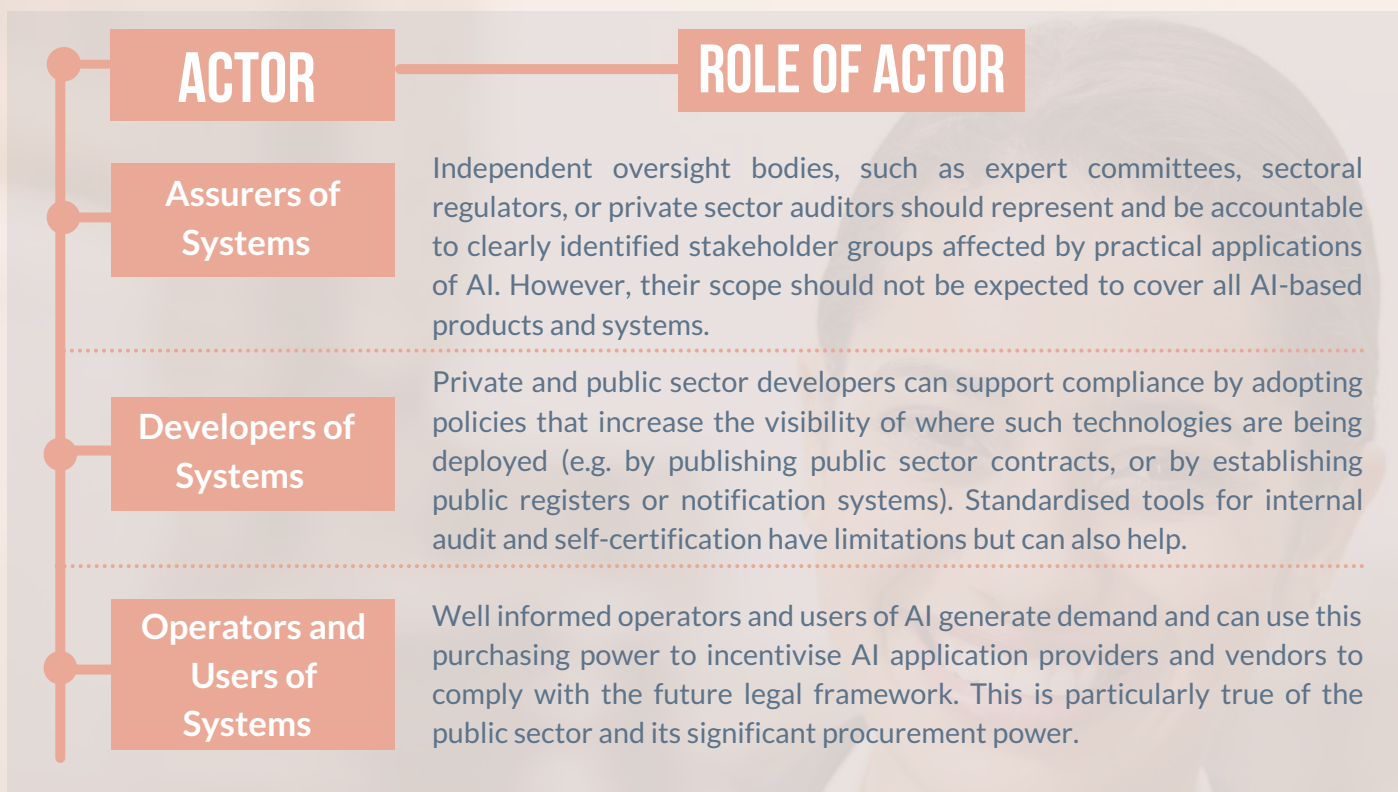 ACTOR
ROLE OF ACTOR
Assurers of
Systems
Independent oversight bodies, such as expert committees, sectoral
regulators, or private sector auditors should represent and be accountable
to clearly identified stakeholder groups affected by practical applications
of AI. However, their scope should not be expected to cover all AI-based
products and systems.
Developers of
Systems
Private and public sector developers can support compliance by adopting
policies that increase the visibility of where such technologies are being
deployed (e.g. by publishing public sector contracts, or by establishing
public registers or notification systems). Standardised tools for internal
audit and self-certification have limitations but can also help.
Operators and
Users of
Systems
Well informed operators and users of AI generate demand and can use this
purchasing power to incentivise AI application providers and vendors to
comply with the future legal framework. This is particularly true of the
public sector and its significant procurement power.